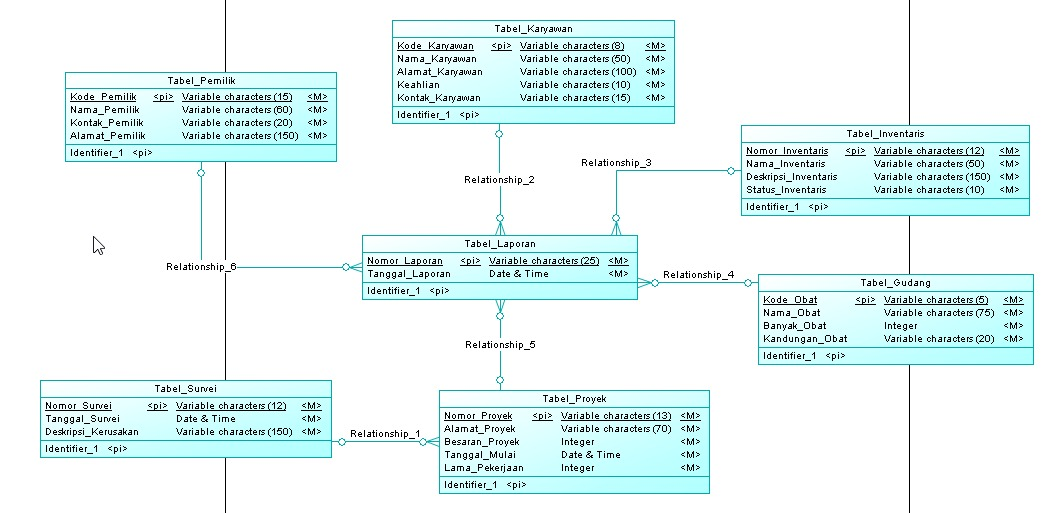 Tabel_Karyawan
Kode_Karyawan <pi> Variable characters (8) <M>
Nama_Karyawan Variable characters (50) <M>
Alamat_Karyawan Variable characters (100) <M>
Keahlian Variable characters (10) <M>
Kontak_Karyawan Variable characters (15) <M>
Identifier_1 <pi>
Tabel_Pemilik
Kode_Pemilik <pi> Variable characters (15) <M>
Nama_Pemilik Variable characters (60) <M>
Kontak_Pemilik Variable characters (20) <M>
Alamat_Pemilik Variable characters (150) <M>
Identifier_1 <pi>
Tabel_Inventaris
Nomor_Inventaris <pi> Variable characters (12) <M>
Nama_Inventaris Variable characters (50) <M>
Deskripsi_Inventaris Variable characters (150) <M>
Status_Inventaris Variable characters (10) <M>
Identifier_1 <pi>
Relationship_3
Relationship_2
Tabel_Laporan
Nomor_Laporan <pi> Variable characters (25) <M>
Tanggal_Laporan Date & Time <M>
Identifier_1 <pi>
Relationship_6
Relationship_4
Tabel_Gudang
Kode_Obat <pi> Variable characters (5) <M>
Nama_Obat Variable characters (75) <M>
Banyak_Obat Integer <M>
Kandungan_Obat Variable characters (20) <M>
Identifier_1 <pi>
Relationship_5
Tabel_Survei
Nomor_Survei <pi> Variable characters (12) <M>
Tanggal_Survei Date & Time <M>
Deskripsi_Kerusakan Variable characters (150) <M>
Identifier_1 <pi>
Relationship_1
Tabel_Proyek
Nomor_Proyek <pi> Variable characters (13) <M>
Alamat_Proyek Variable characters (70) <M>
Besaran_Proyek Integer <M>
Tanggal_Mulai Date & Time <M>
Lama_Pekerjaan Integer <M>
Identifier_1 <pi>